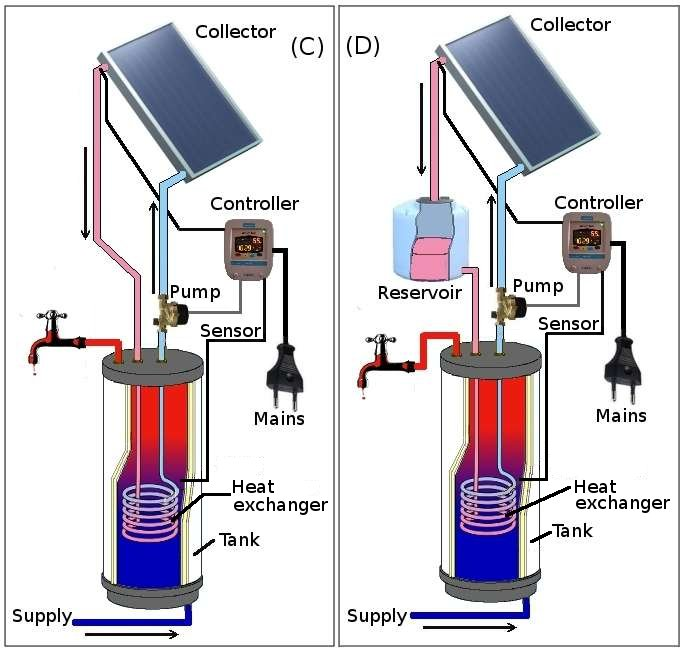 Collector
(C)
Controller
Pump
Sensor
Mains
Heat
exchanger
Tank
Supply
(D)
Collector
Controller
Reservoir
Pump
Sensor
Mains
Heat
exchanger
Tank
Supply